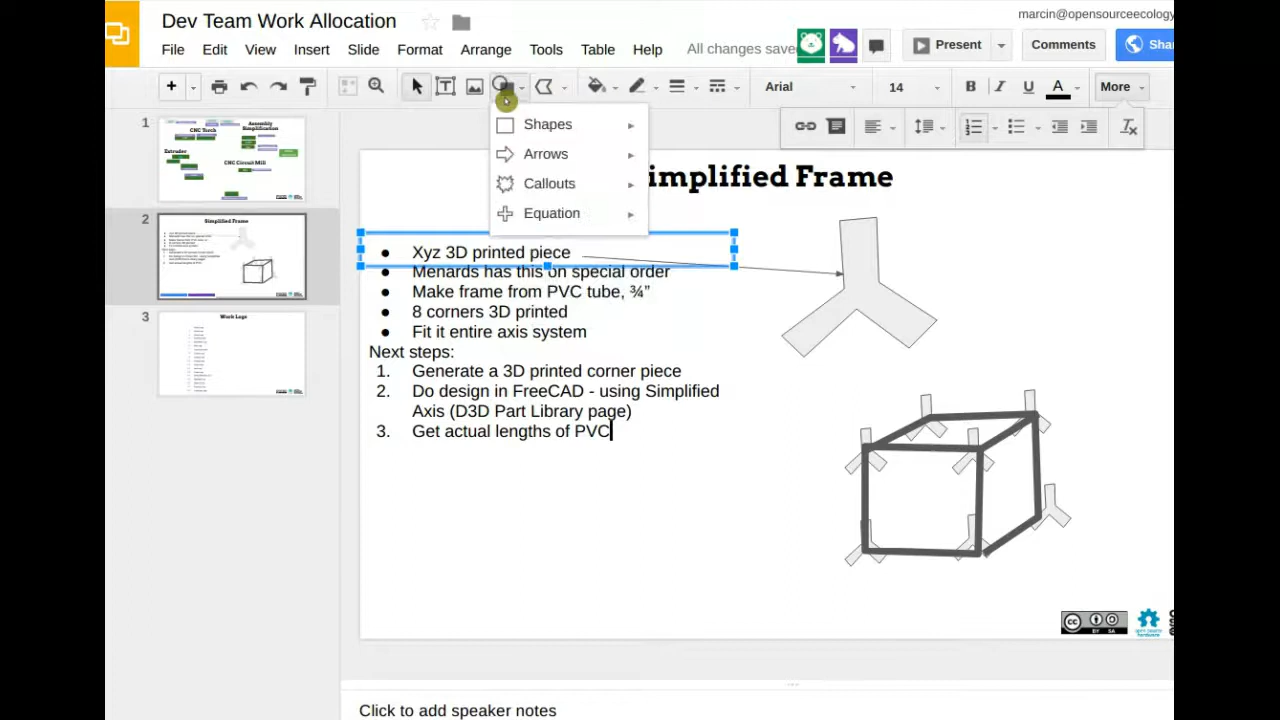 Dev Team Work Allocation
marcin@opensourceecology
File Edit View Insert Slide Format Arrange Tools Table Help All changes saved
Present
Comments
Arial 14 B I U A More
Shapes
Arrows
Callouts
Equation
1
CNC Torch
Assembly
Simplification
Extruder
CNC Circuit Mill
2
Simplified Frame
3
Work Logs
implified Frame
● Xyz 3D printed piece
● Menards has this on special order
● Make frame from PVC tube, ¾”
● 8 corners 3D printed
● Fit it entire axis system
Next steps:
1. Generate a 3D printed corner piece
2. Do design in FreeCAD - using Simplified
Axis (D3D Part Library page)
3. Get actual lengths of PVC
CC
BY SA
Click to add speaker notes